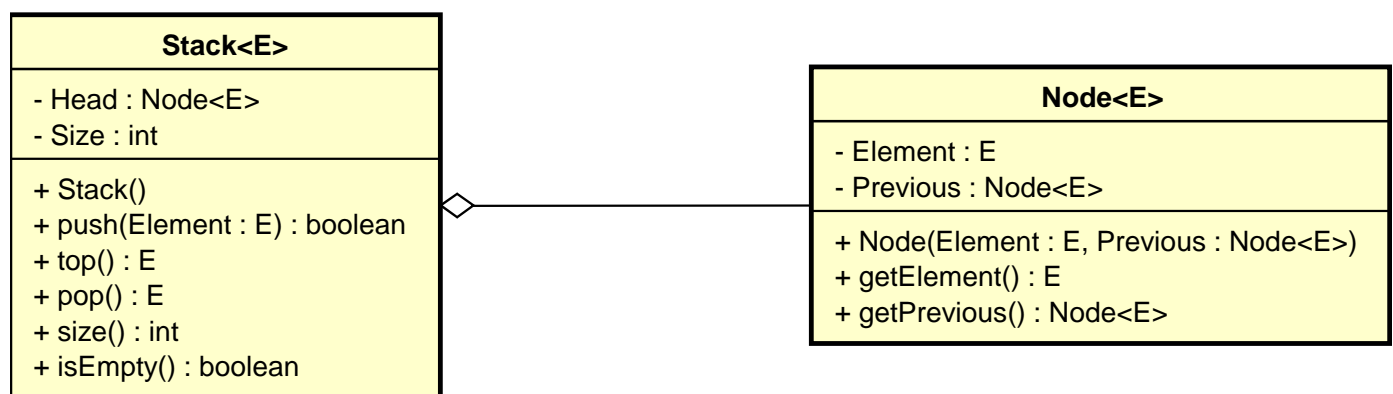 Stack<E>
- Head : Node<E>
- Size : int
+ Stack()
+ push(Element : E) : boolean
+ top() : E
+ pop() : E
+ size() : int
+ isEmpty() : boolean
Node<E>
- Element : E
- Previous : Node<E>
+ Node(Element : E, Previous : Node<E>)
+ getElement() : E
+ getPrevious() : Node<E>